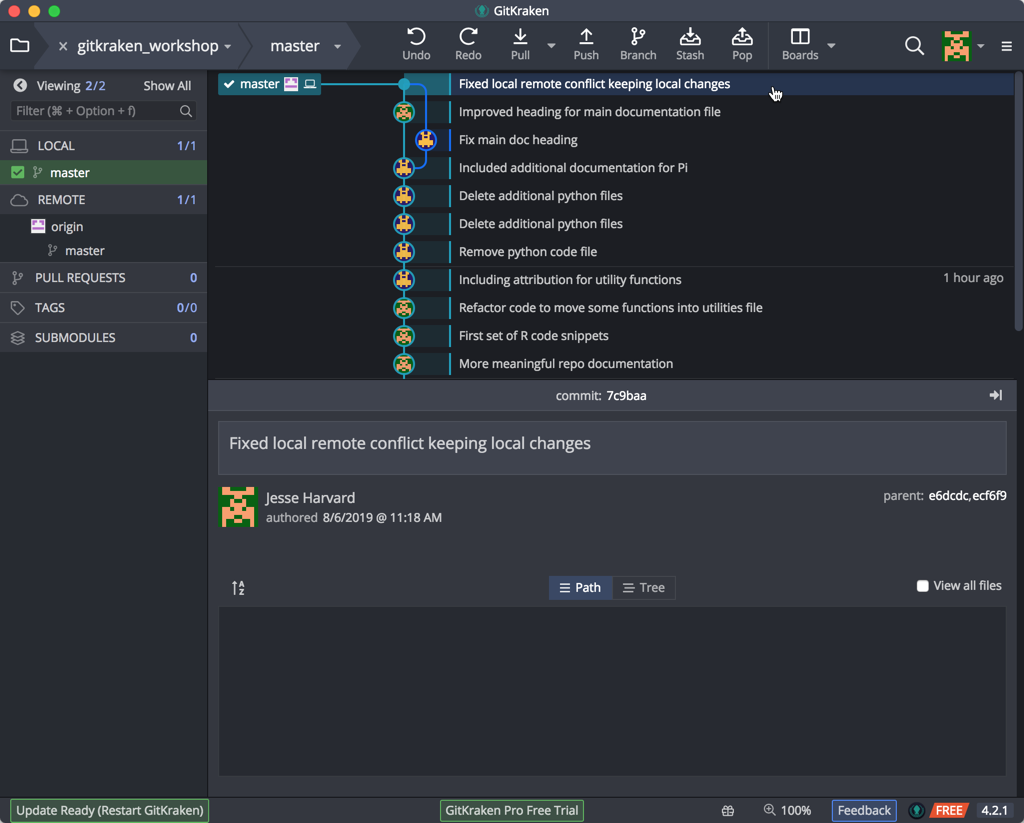 GitKraken
gitkraken_workshop
master
Undo
Redo
Pull
Push
Branch
Stash
Pop
Boards
Viewing 2/2
Show All
Filter (⌘ + Option + f)
LOCAL 1/1
master
REMOTE 1/1
origin
master
PULL REQUESTS 0
TAGS 0/0
SUBMODULES 0
master
Fixed local remote conflict keeping local changes
Improved heading for main documentation file
Fix main doc heading
Included additional documentation for Pi
Delete additional python files
Delete additional python files
Remove python code file
Including attribution for utility functions 1 hour ago
Refactor code to move some functions into utilities file
First set of R code snippets
More meaningful repo documentation
commit: 7c9baa
Fixed local remote conflict keeping local changes
Jesse Harvard
authored 8/6/2019 @ 11:18 AM
parent: e6dcdc,ecf6f9
A
Z
Path
Tree
View all files
Update Ready (Restart GitKraken)
GitKraken Pro Free Trial
100%
Feedback
FREE
4.2.1